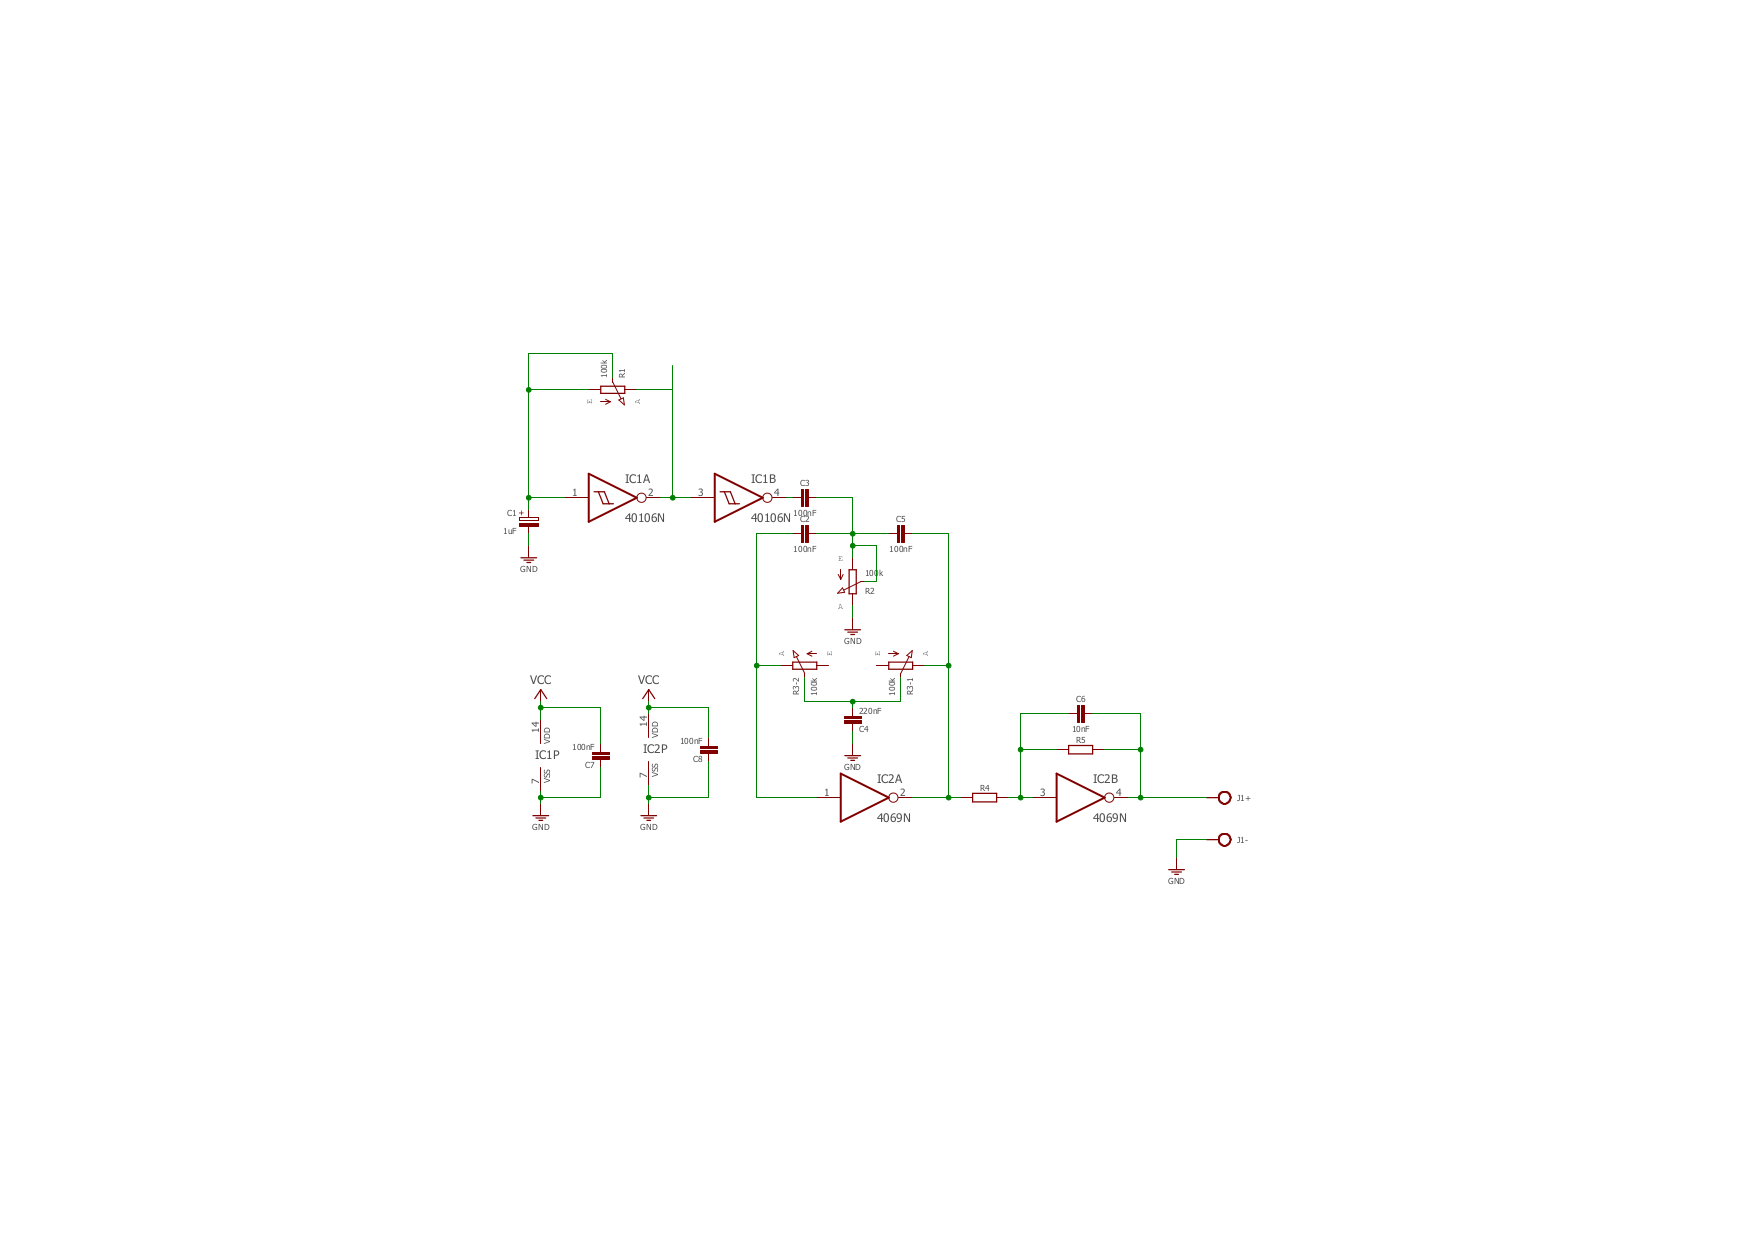 100k
R1
E
A
IC1A
1
2
40106N
C1
+
1uF
GND
IC1B
3
4
40106N
C3
100nF
C2
100nF
C5
100nF
E
100k
R2
A
GND
A
E
R3-2
100k
E
A
100k
R3-1
220nF
C4
GND
VCC
14
VDD
IC1P
7
VSS
100nF
C7
GND
VCC
14
VDD
IC2P
7
VSS
100nF
C8
GND
IC2A
1
2
4069N
R4
C6
10nF
R5
IC2B
3
4
4069N
J1+
J1-
GND